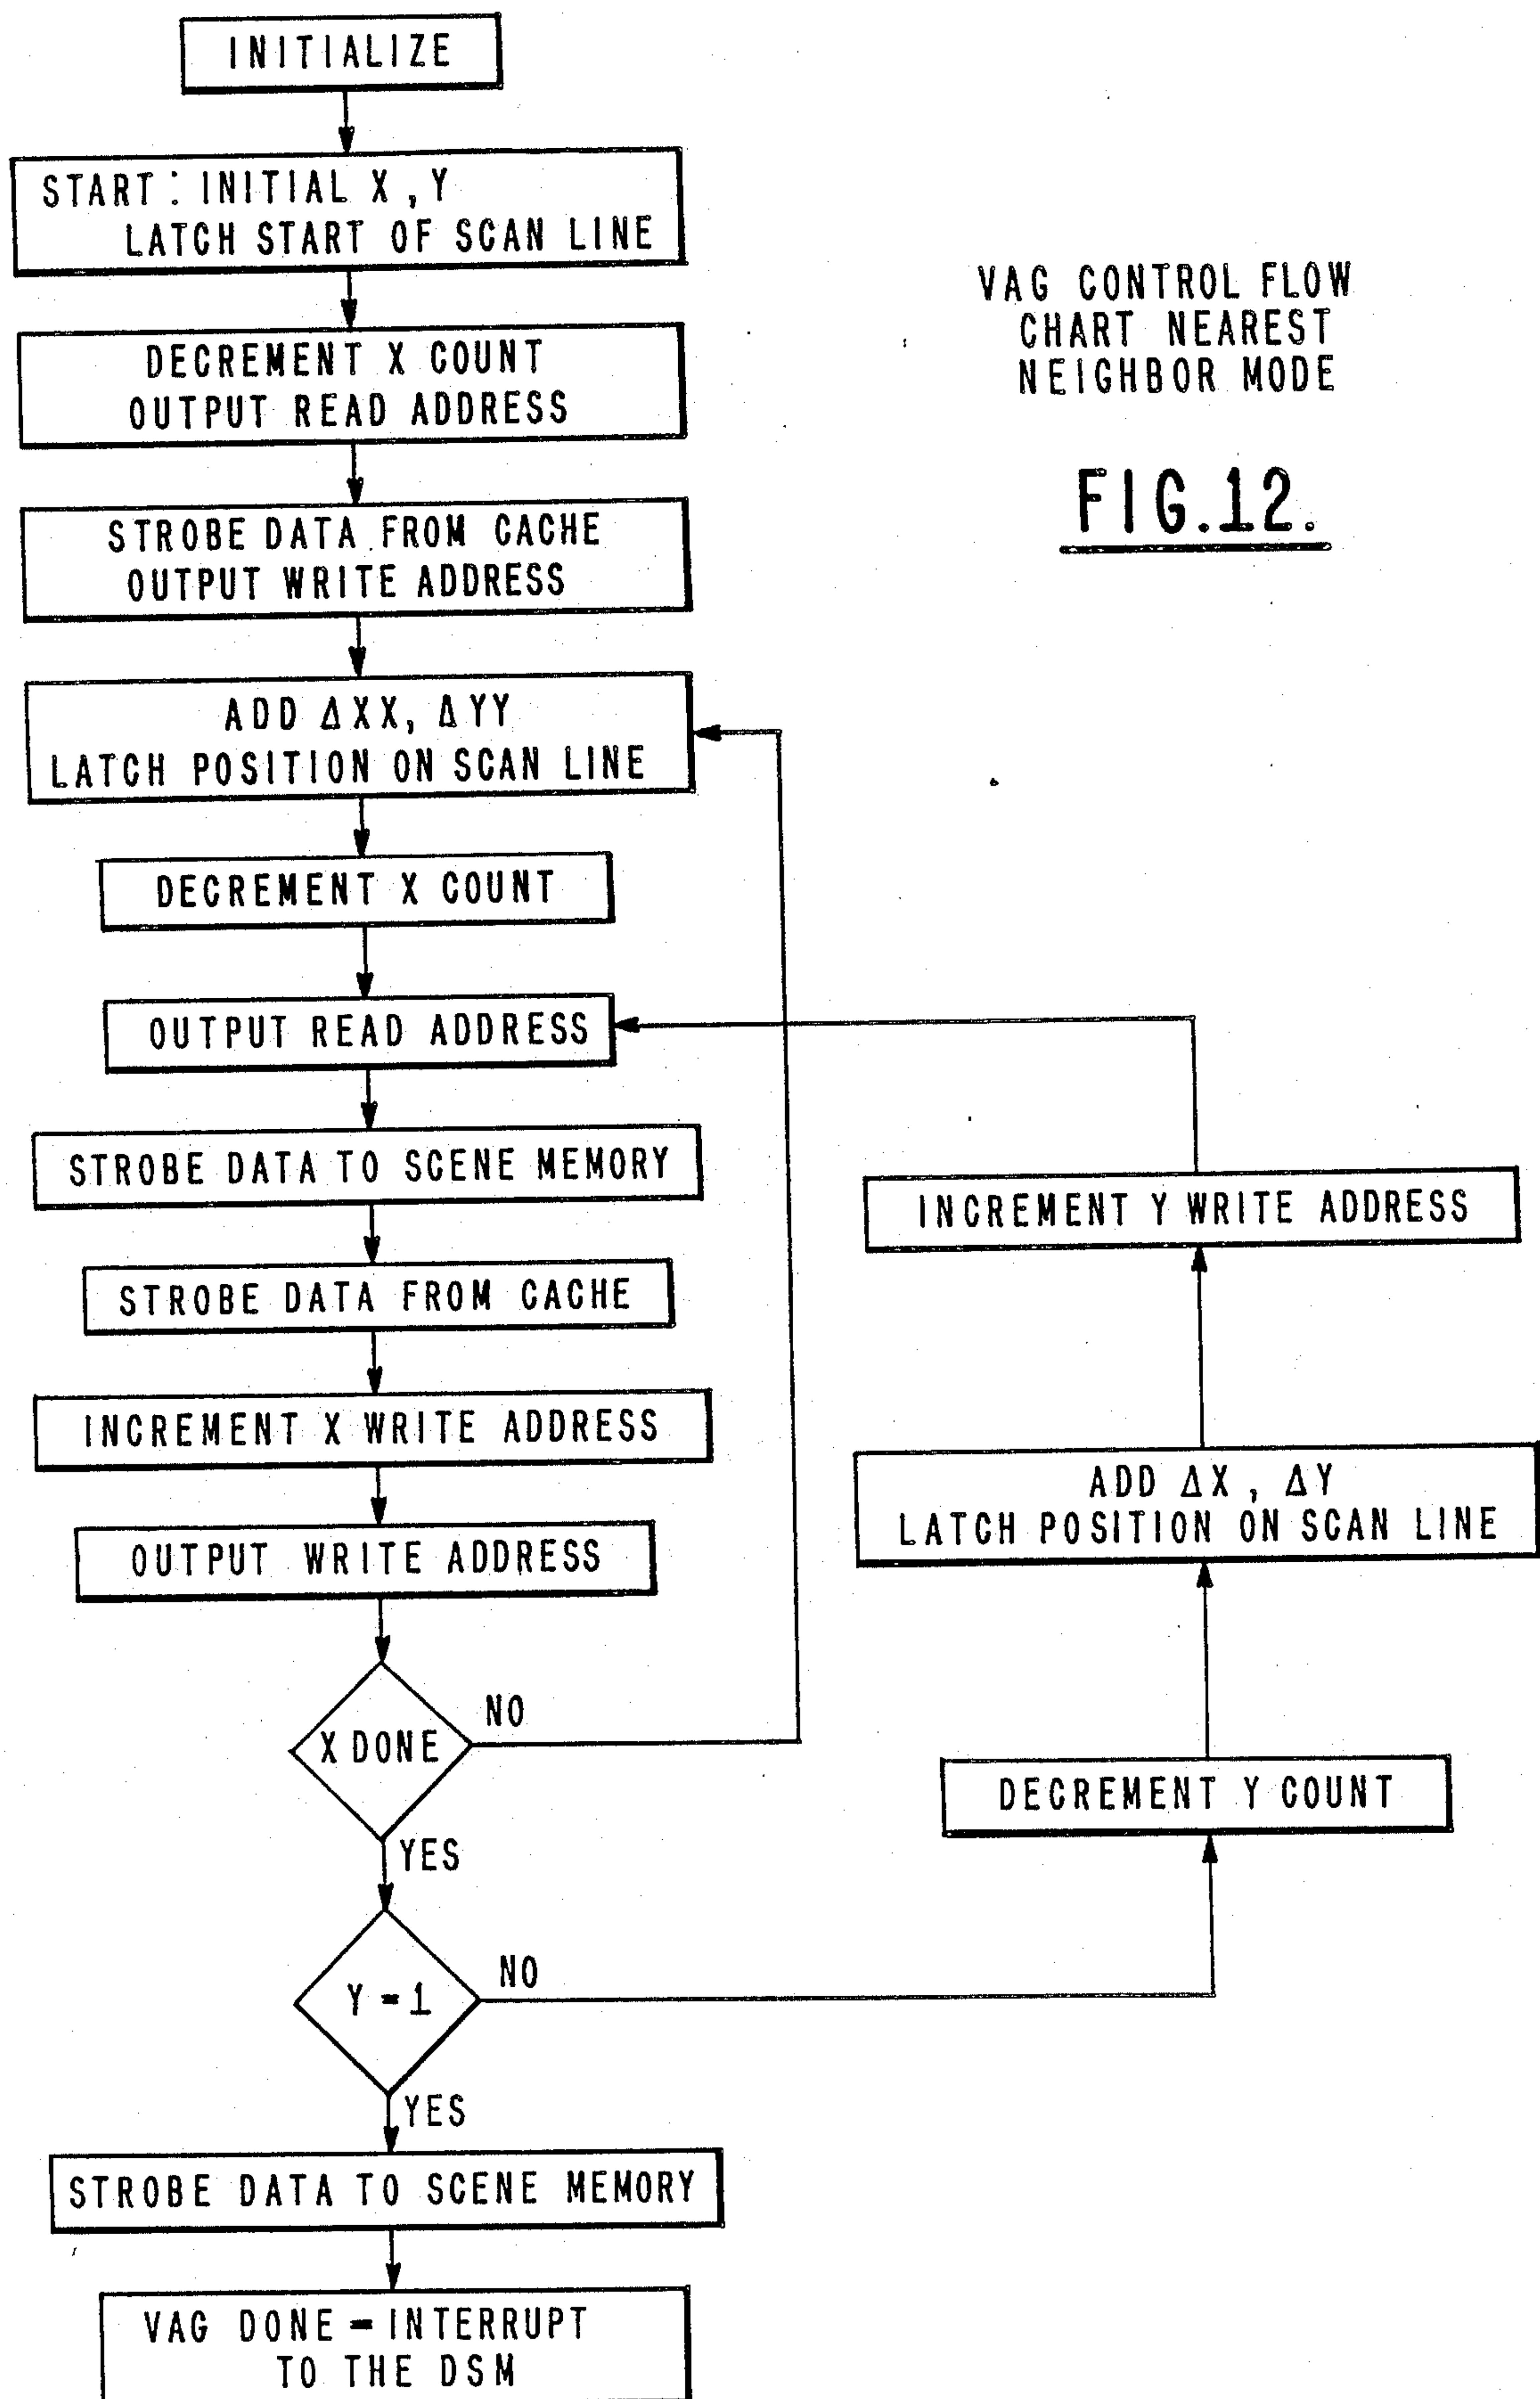 INITIALIZE
START: INITIAL X, Y
LATCH START OF SCAN LINE
DECREMENT X COUNT
OUTPUT READ ADDRESS
STROBE DATA FROM CACHE
OUTPUT WRITE ADDRESS
ADD ΔXX, ΔYY
LATCH POSITION ON SCAN LINE
DECREMENT X COUNT
OUTPUT READ ADDRESS
STROBE DATA TO SCENE MEMORY
STROBE DATA FROM CACHE
INCREMENT X WRITE ADDRESS
OUTPUT WRITE ADDRESS
X DONE
NO
YES
Y = 1
NO
YES
STROBE DATA TO SCENE MEMORY
VAG DONE - INTERRUPT
TO THE DSM
VAG CONTROL FLOW
CHART NEAREST
NEIGHBOR MODE
FIG.12.
INCREMENT Y WRITE ADDRESS
ADD ΔX, ΔY
LATCH POSITION ON SCAN LINE
DECREMENT Y COUNT